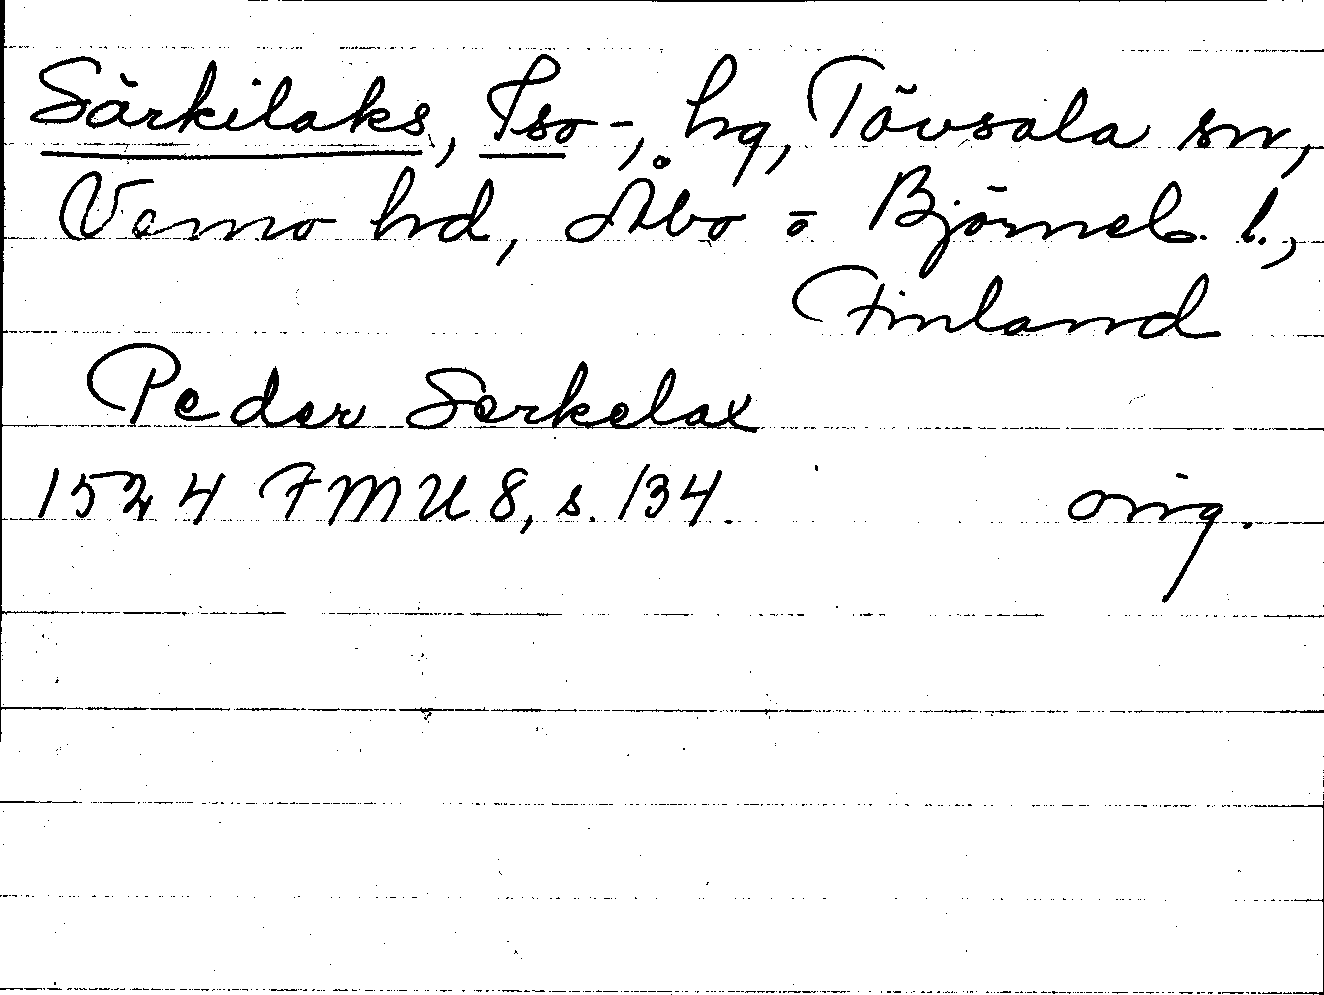 Särkilaks, Iso-, hg, Tövsala sn,
Vemo hd, Åbo o Björneb. l.,
Finland
Peder Serkelax
1524 FMU 8, s. 134. orig.